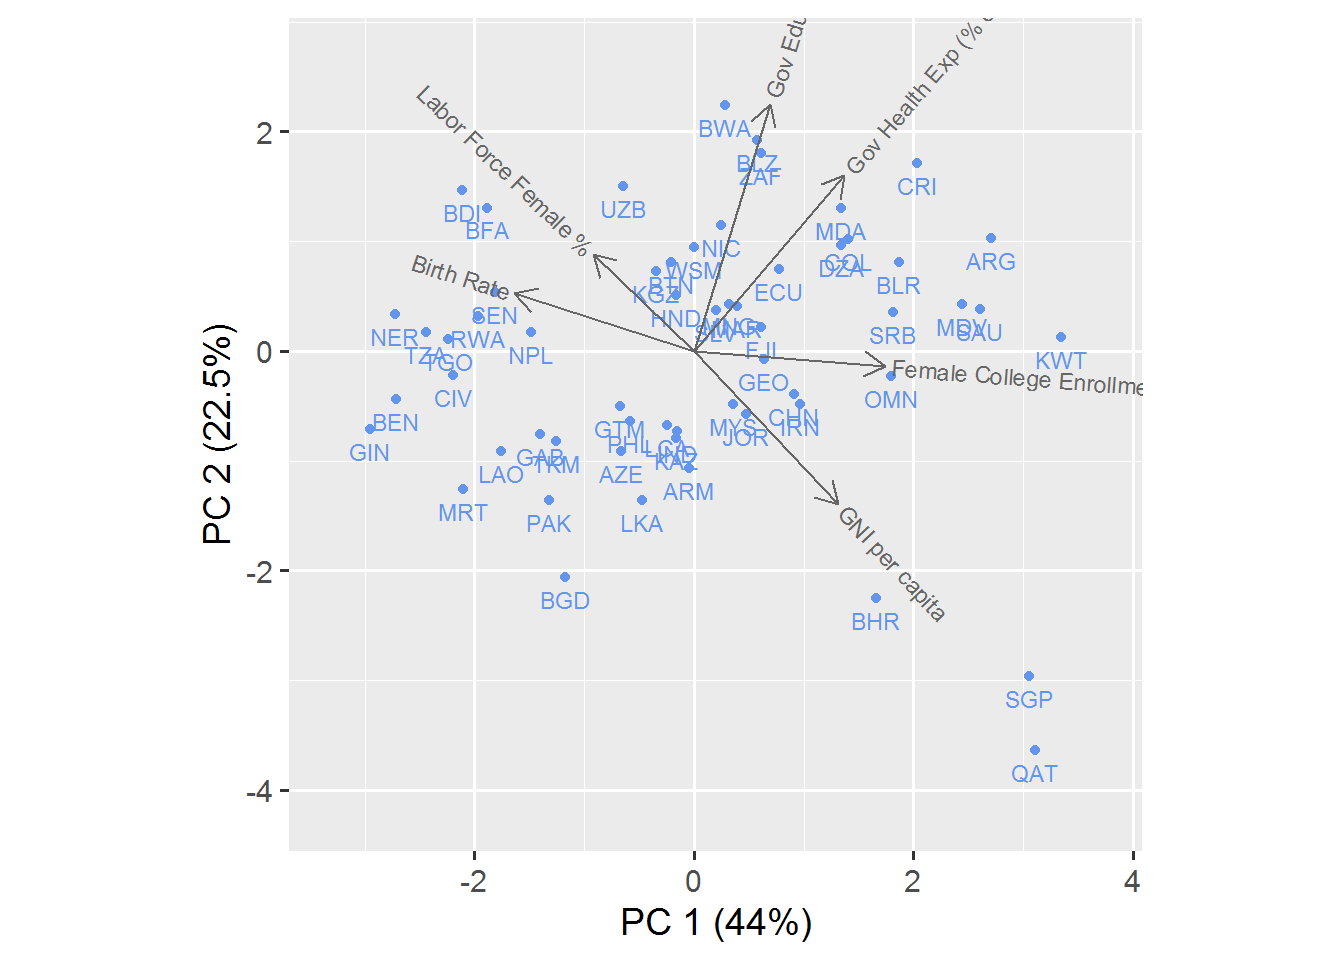 Gov Edu
Gov Health Exp (%
Labor Force Female %
Birth Rate
Female College Enrollme
GNI per capita
BWA
BLZ
ZAF
CRI
UZB
BDI
BFA
NIC
MDA
COL
DZA
ARG
WSM
BTN
KGZ
ECU
BLR
HND
SLV
FJI
SEN
NER
RWA
TZA
TGO
NPL
MDV
SAU
SRB
KWT
CIV
GEO
OMN
BEN
GIN
GTM
PHL
CHN
IRN
MYS
JOR
GAB
TKM
KAZ
LAO
AZE
ARM
MRT
PAK
LKA
BGD
BHR
SGP
QAT
2
0
-2
-4
-2
0
2
4
PC 1 (44%)
PC 2 (22.5%)